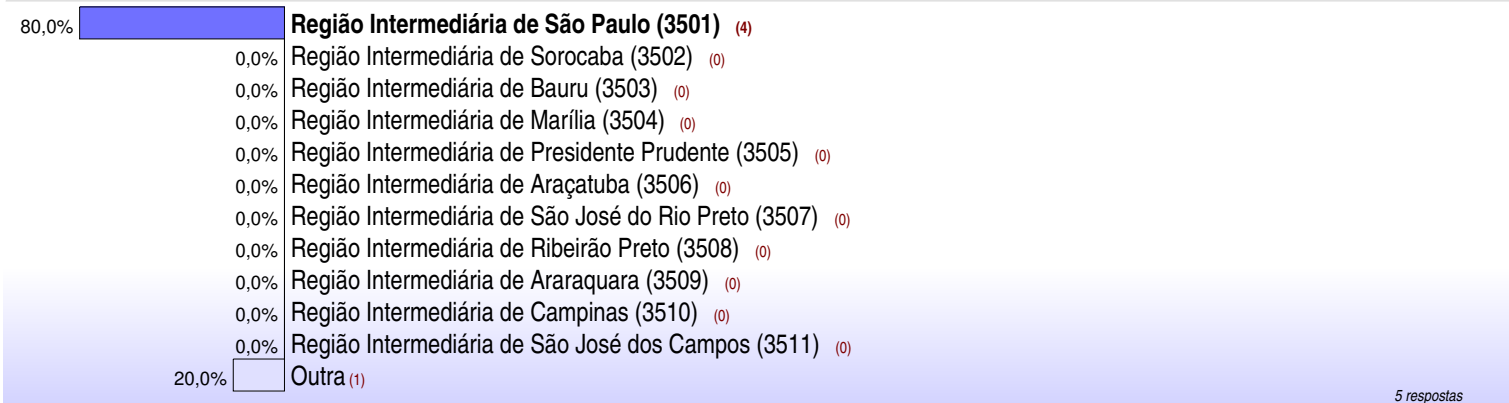 80,0% Região Intermediária de São Paulo (3501) (4)
0,0% Região Intermediária de Sorocaba (3502) (0)
0,0% Região Intermediária de Bauru (3503) (0)
0,0% Região Intermediária de Marília (3504) (0)
0,0% Região Intermediária de Presidente Prudente (3505) (0)
0,0% Região Intermediária de Araçatuba (3506) (0)
0,0% Região Intermediária de São José do Rio Preto (3507) (0)
0,0% Região Intermediária de Ribeirão Preto (3508) (0)
0,0% Região Intermediária de Araraquara (3509) (0)
0,0% Região Intermediária de Campinas (3510) (0)
0,0% Região Intermediária de São José dos Campos (3511) (0)
20,0% Outra (1)
5 respostas